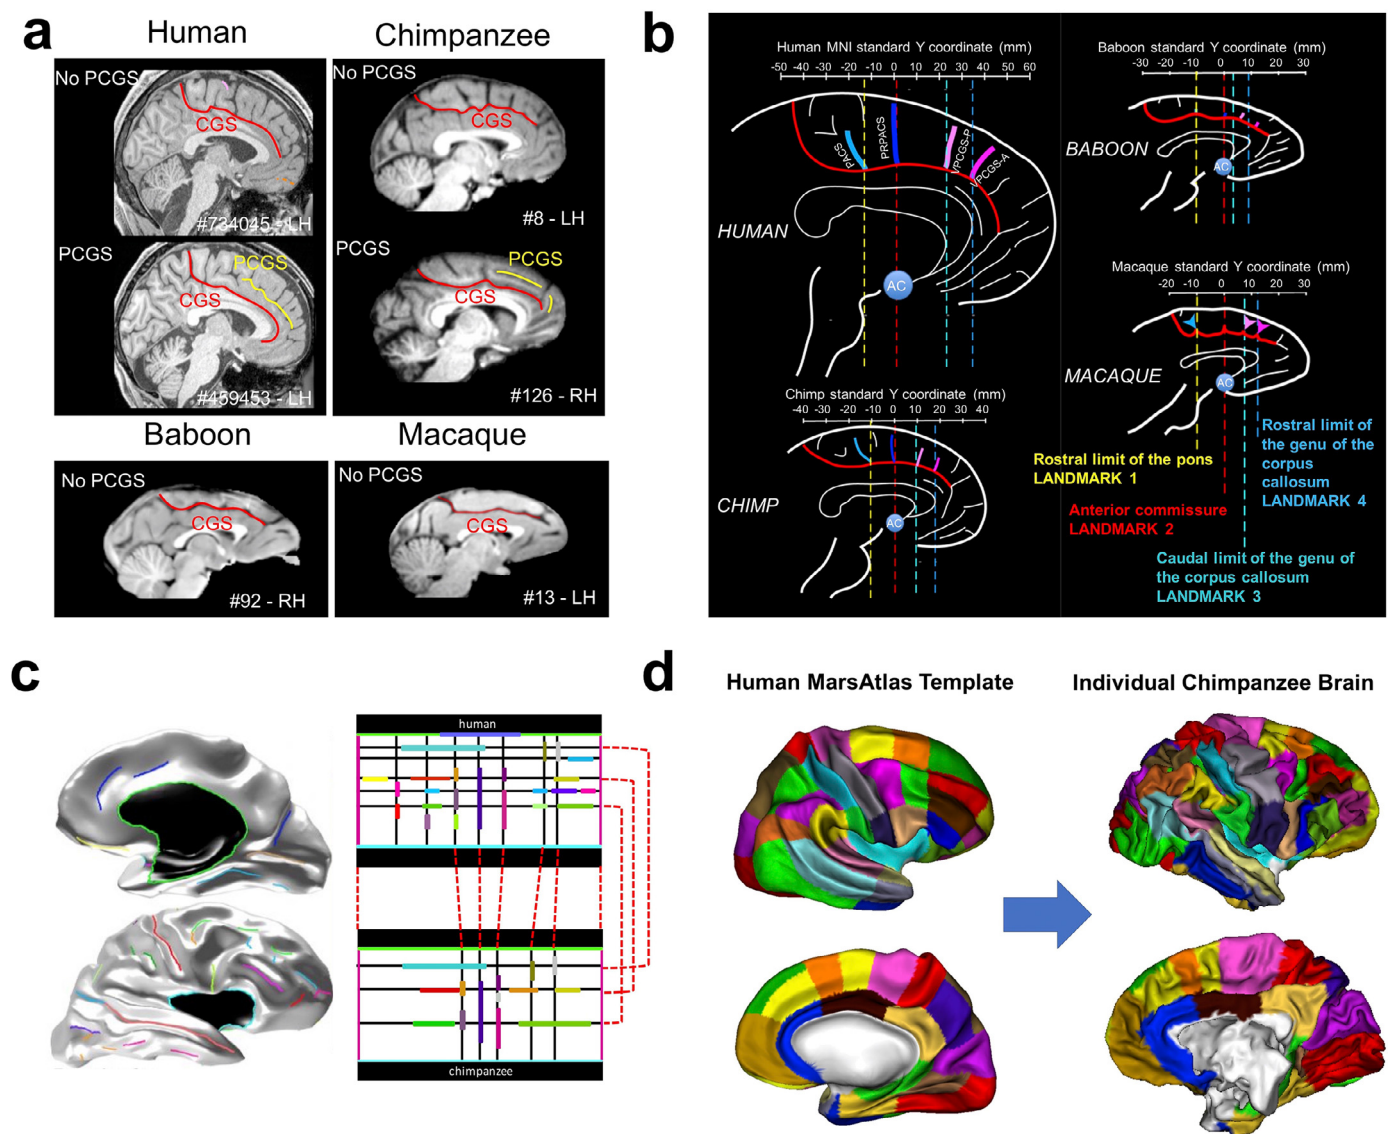 a
Human
Chimpanzee
No PCGS
CGS
#734045 - LH
No PCGS
CGS
#8 - LH
PCGS
PCGS
CGS
#459453 - LH
PCGS
PCGS
CGS
#126 - RH
Baboon
Macaque
No PCGS
CGS
#92 - RH
No PCGS
CGS
#13 - LH
b
Human MNI standard Y coordinate (mm)
-50 -40 -30 -20 -10 0 10 20 30 40 50 60
PACS
PRPACS
VPCGS-P
VPCGS-A
HUMAN
AC
Chimp standard Y coordinate (mm)
-40 -30 -20 -10 0 10 20 30 40
CHIMP
AC
Baboon standard Y coordinate (mm)
-30 -20 -10 0 10 20 30
BABOON
AC
Macaque standard Y coordinate (mm)
-20 -10 0 10 20 30
MACAQUE
AC
Rostral limit of the pons
LANDMARK 1
Anterior commissure
LANDMARK 2
Caudal limit of the genu of
the corpus callosum
LANDMARK 3
Rostral limit of
the genu of the
corpus
callosum
LANDMARK 4
c
human
chimpanzee
d
Human MarsAtlas Template
Individual Chimpanzee Brain